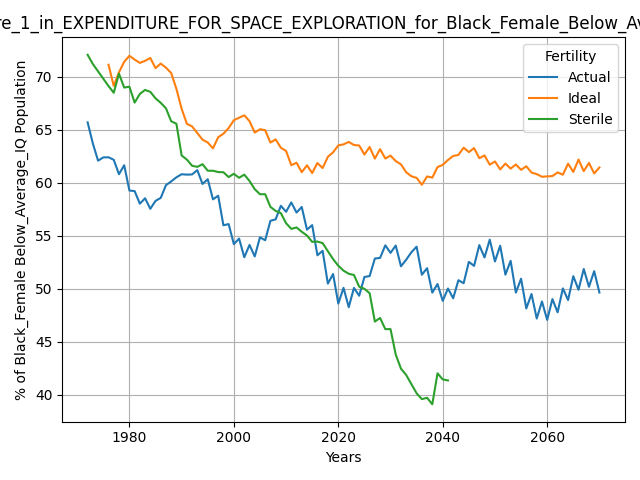 re_1_in_EXPENDITURE_FOR_SPACE_EXPLORATION_for_Black_Female_Below_Av
% of Black_Female Below_Average_IQ Population
Fertility
Actual
Ideal
Sterile
70
65
60
55
50
45
40
1980
2000
2020
2040
2060
Years